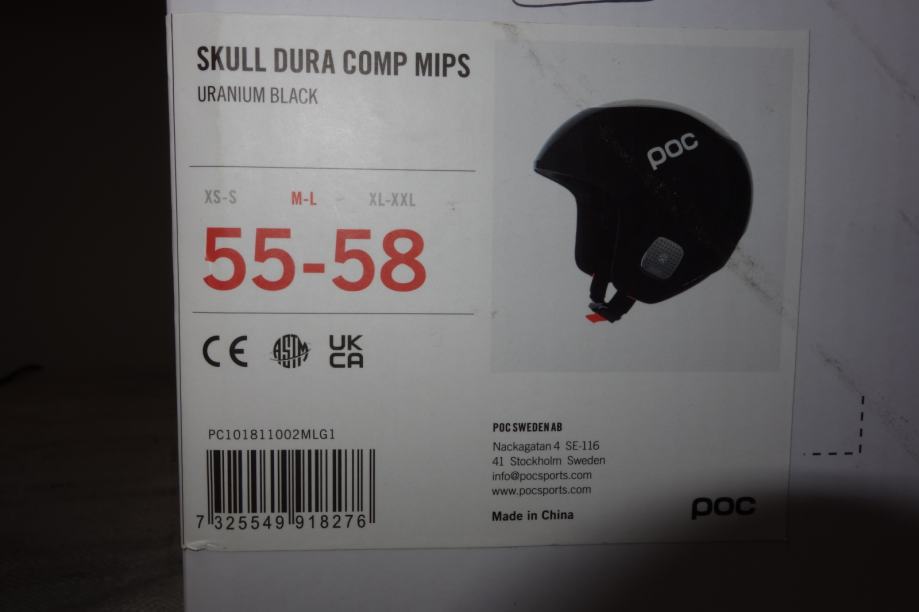 SKULL DURA COMP MIPS
URANIUM BLACK
XS-S M-L XL-XXL
55-58
CE ASTM UK
CA
poc
PC101811002MLG1
7 325549 918276
POC SWEDEN AB
Nackagatan 4 SE-116
41 Stockholm Sweden
info@pocsports.com
www.pocsports.com
Made in China
poc